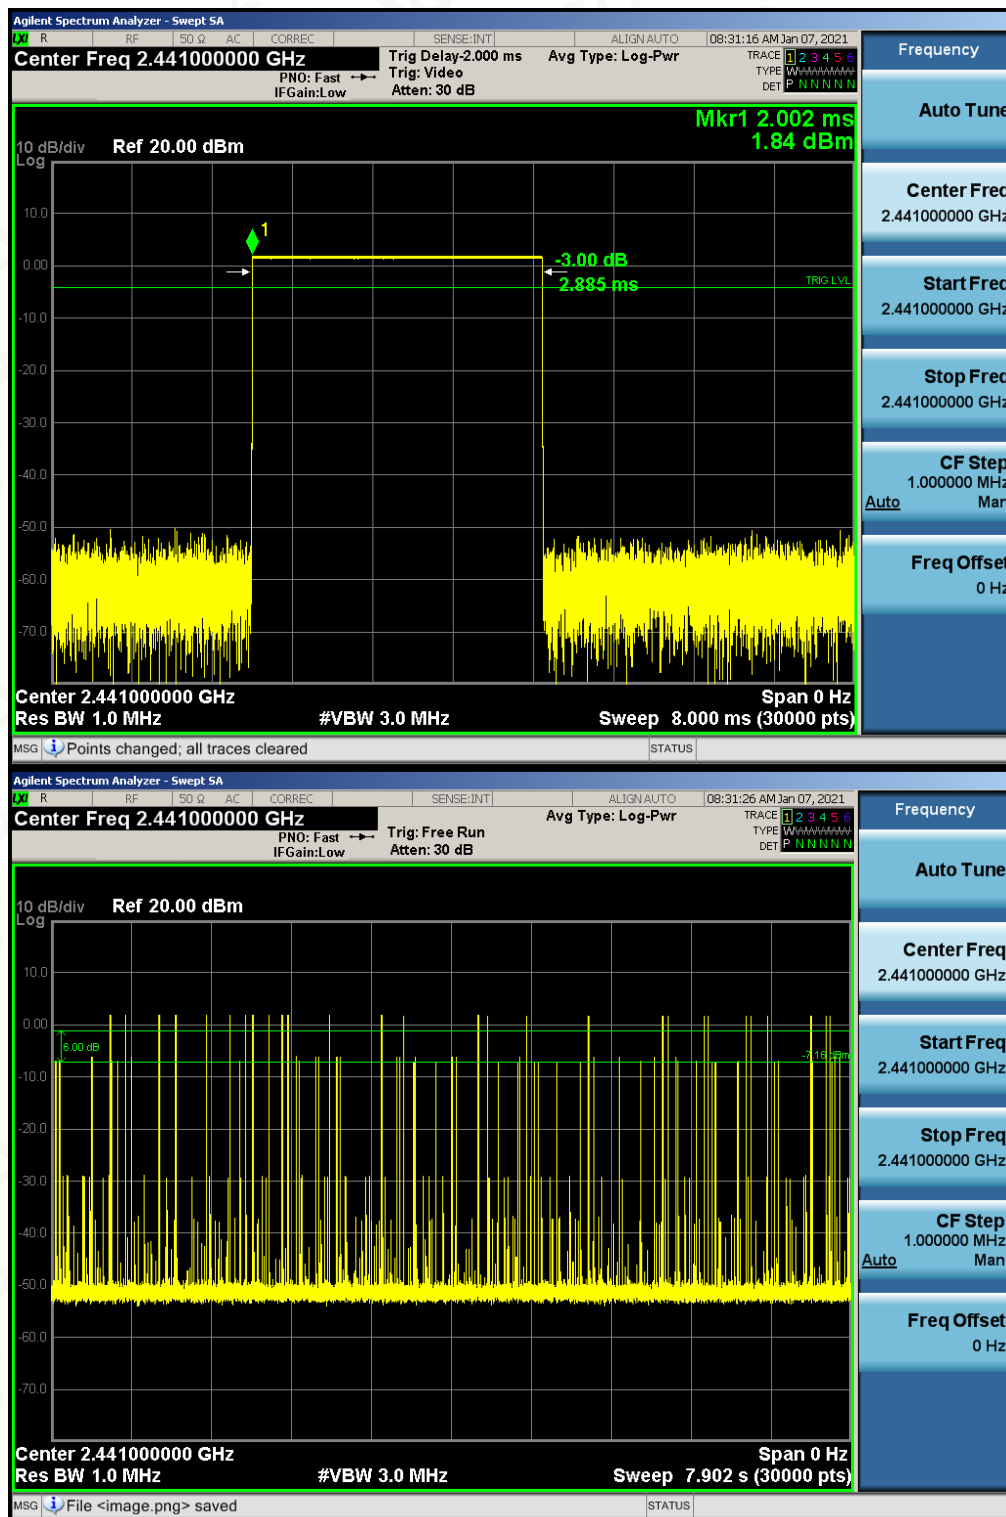 Agilent Spectrum Analyzer - Swept SA
LXI R RF 50 Ω AC CORREC SENSE:INT ALIGN AUTO 08:31:16 AM Jan 07, 2021
Center Freq 2.441000000 GHz
Trig Delay-2.000 ms Avg Type: Log-Pwr TRACE 1 2 3 4 5 6
PNO: Fast Trig: Video TYPE W
IFGain:Low Atten: 30 dB DET P N N N N N
Mkr1 2.002 ms
1.84 dBm
10 dB/div Ref 20.00 dBm
Log
10.0
1
0.00
-3.00 dB
2.885 ms
TRIG LVL
-10.0
-20.0
-30.0
-40.0
-50.0
-60.0
-70.0
Center 2.441000000 GHz Span 0 Hz
Res BW 1.0 MHz #VBW 3.0 MHz Sweep 8.000 ms (30000 pts)
MSG Points changed; all traces cleared STATUS
Frequency
Auto Tune
Center Freq
2.441000000 GHz
Start Freq
2.441000000 GHz
Stop Freq
2.441000000 GHz
CF Step
1.000000 MHz
Auto Man
Freq Offset
0 Hz
Agilent Spectrum Analyzer - Swept SA
LXI R RF 50 Ω AC CORREC SENSE:INT ALIGN AUTO 08:31:26 AM Jan 07, 2021
Center Freq 2.441000000 GHz
Avg Type: Log-Pwr TRACE 1 2 3 4 5 6
PNO: Fast Trig: Free Run TYPE W
IFGain:Low Atten: 30 dB DET P N N N N N
10 dB/div Ref 20.00 dBm
Log
10.0
0.00
6.00 dB
-7.16 dBm
-10.0
-20.0
-30.0
-40.0
-50.0
-60.0
-70.0
Center 2.441000000 GHz Span 0 Hz
Res BW 1.0 MHz #VBW 3.0 MHz Sweep 7.902 s (30000 pts)
MSG File <image.png> saved STATUS
Frequency
Auto Tune
Center Freq
2.441000000 GHz
Start Freq
2.441000000 GHz
Stop Freq
2.441000000 GHz
CF Step
1.000000 MHz
Auto Man
Freq Offset
0 Hz